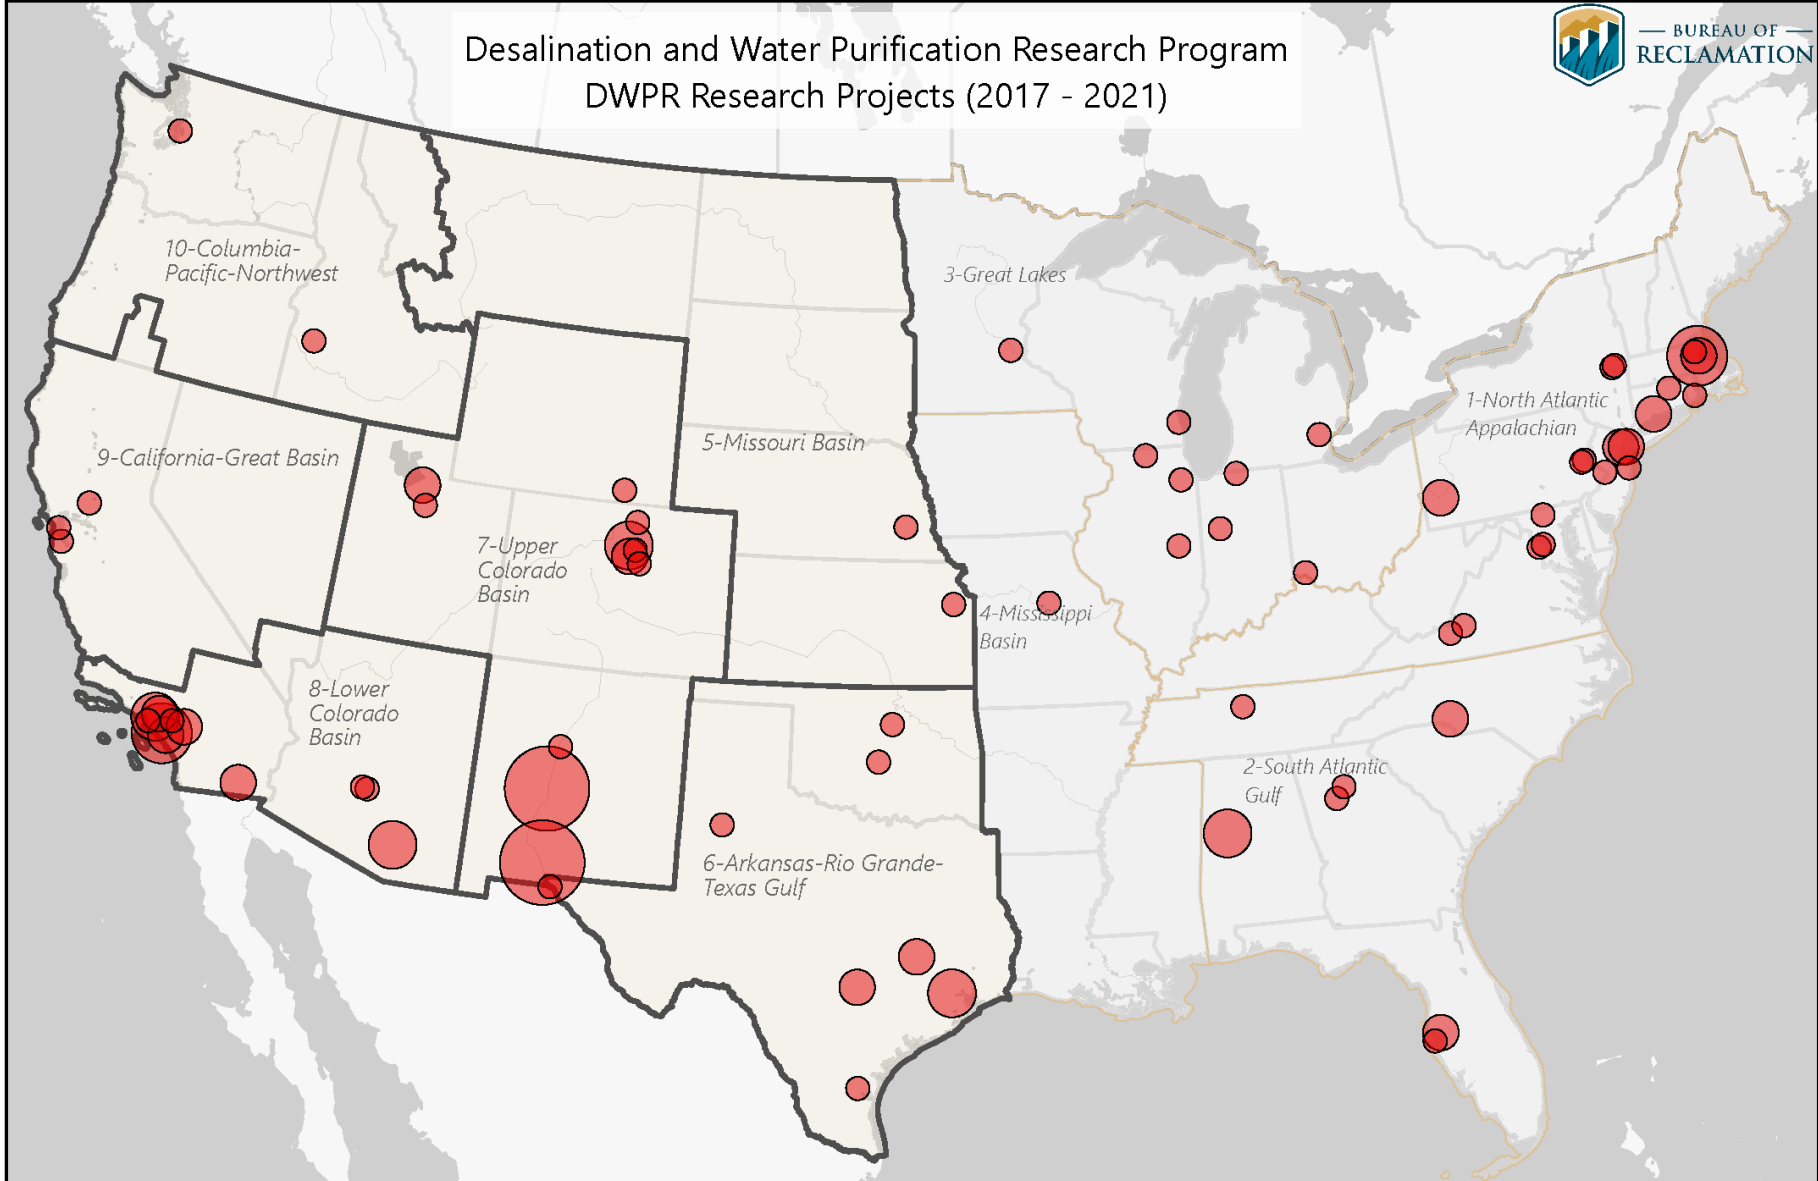 Desalination and Water Purification Research Program
DWPR Research Projects (2017 - 2021)
BUREAU OF
RECLAMATION
10-Columbia-
Pacific-Northwest
3-Great Lakes
1-North Atlantic
Appalachian
9-California-Great Basin
5-Missouri Basin
7-Upper
Colorado
Basin
4-Mississippi
Basin
8-Lower
Colorado
Basin
2-South Atlantic
Gulf
6-Arkansas-Rio Grande-
Texas Gulf